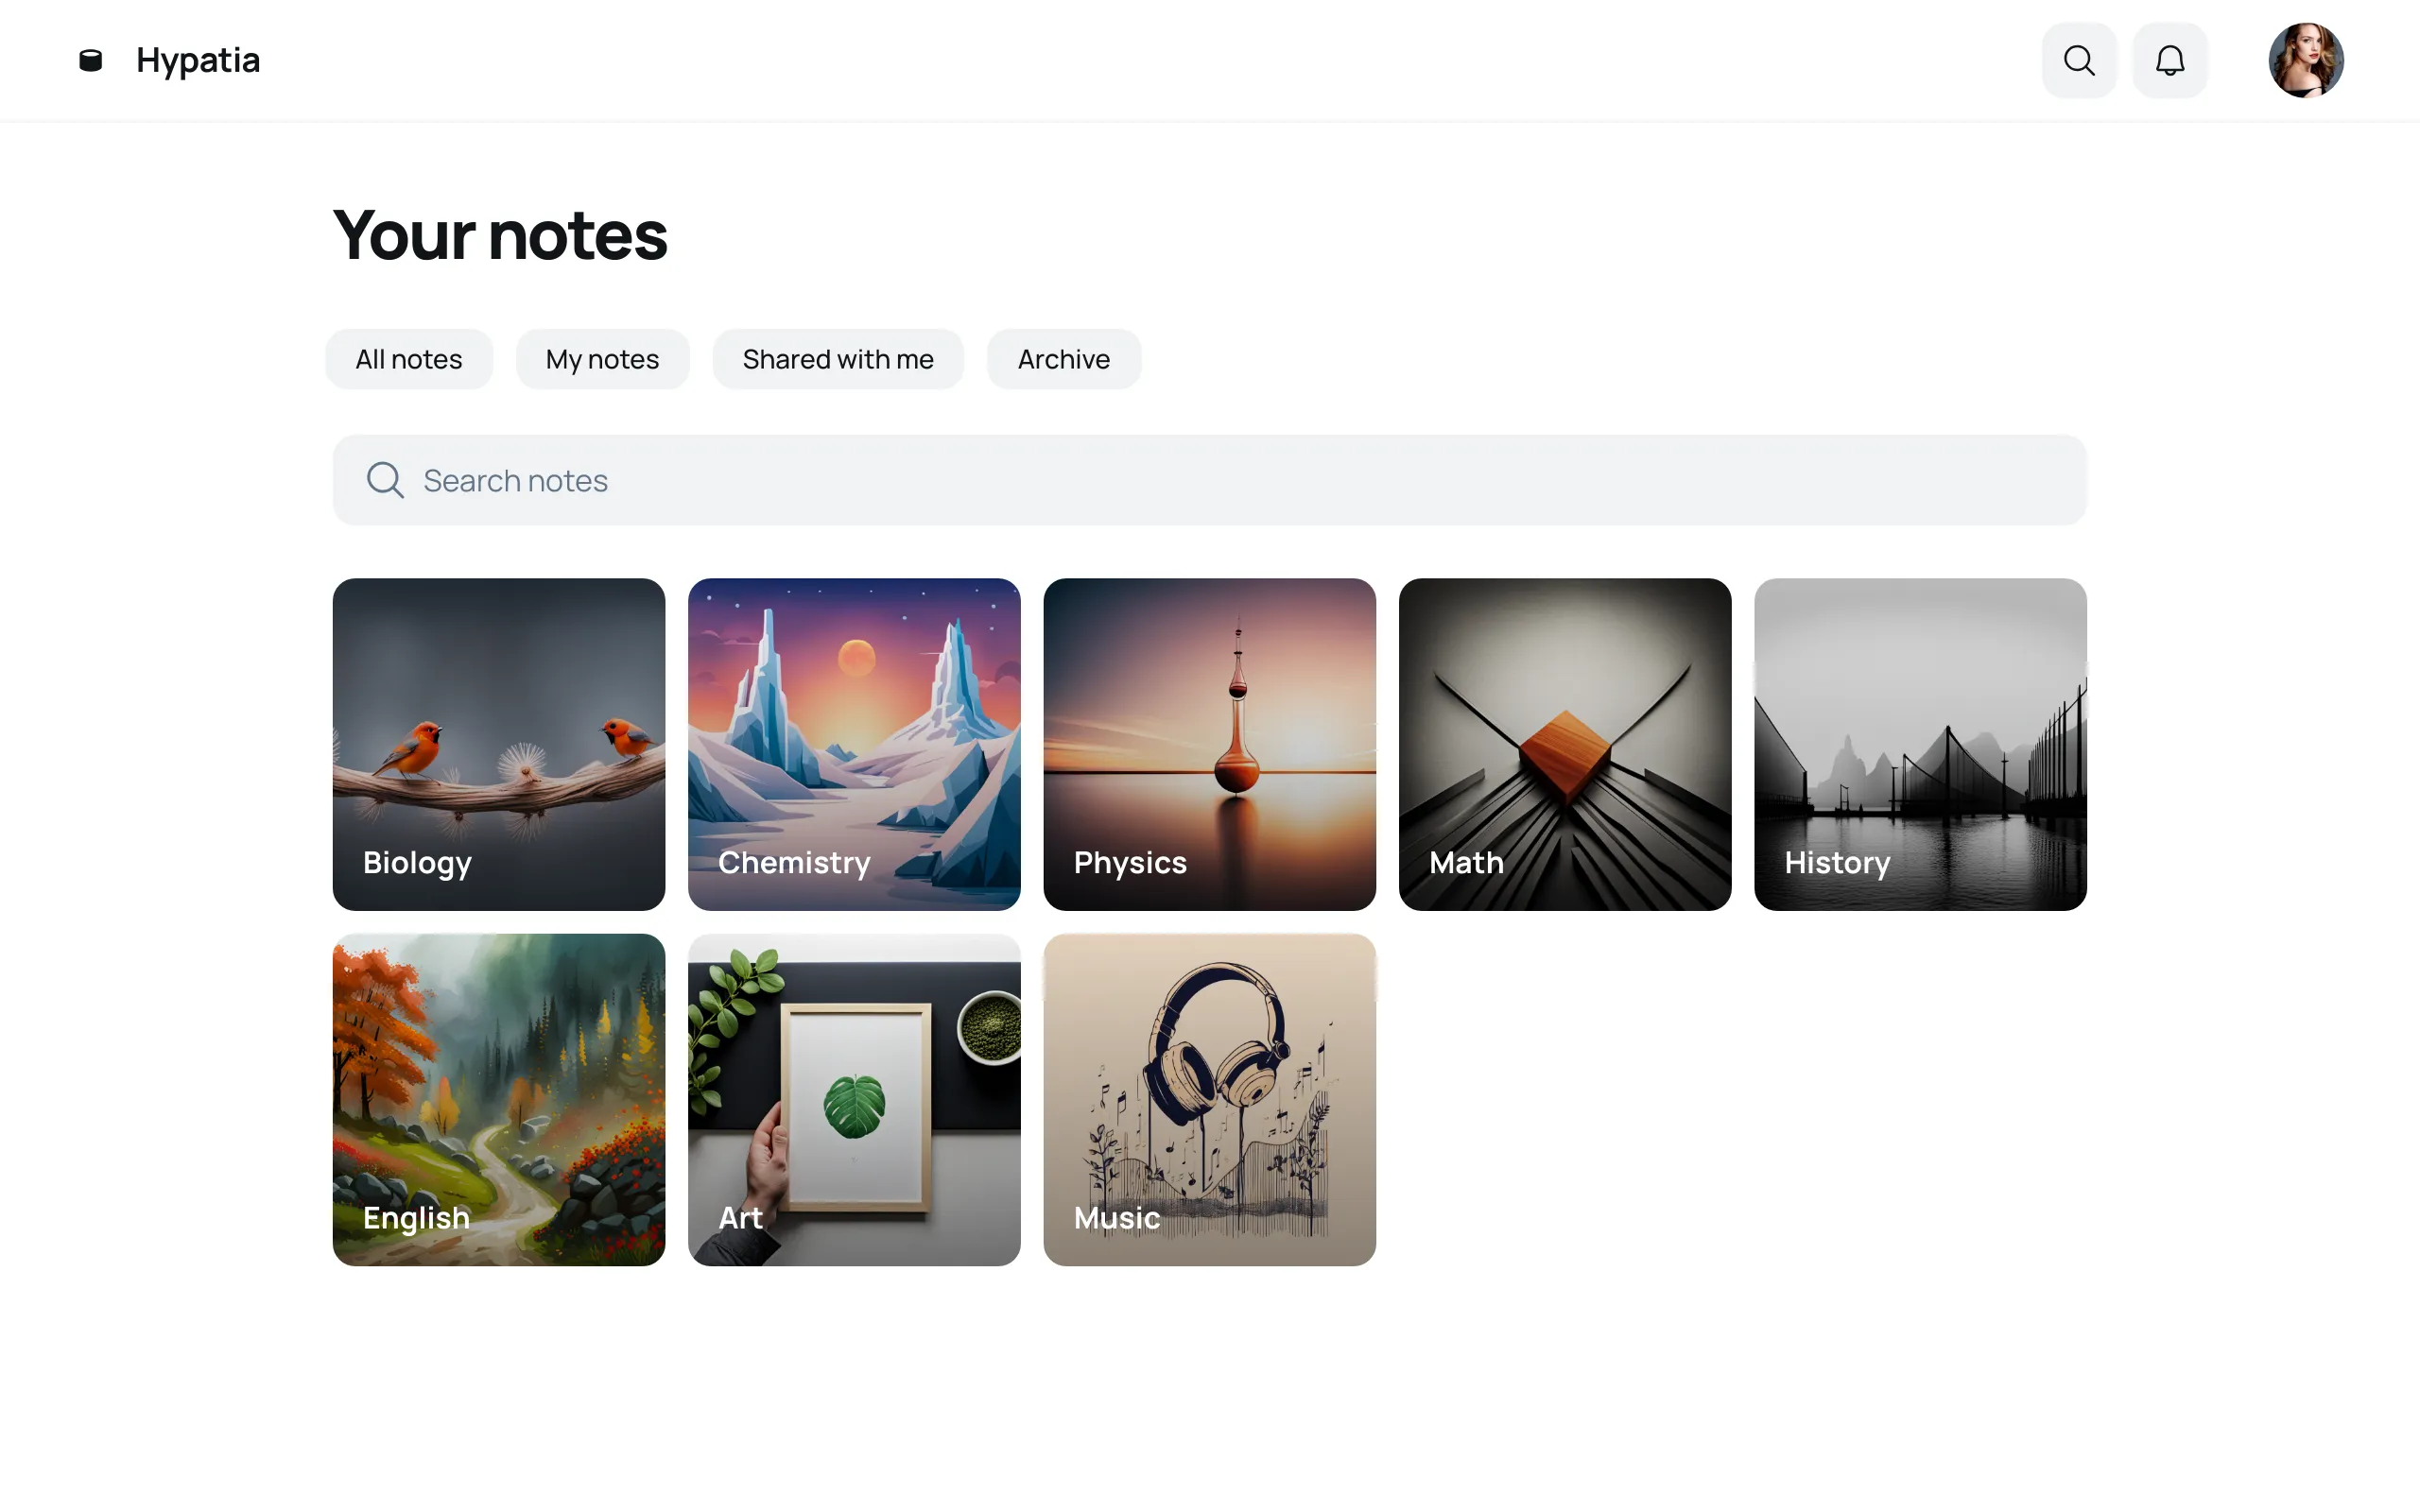 Hypatia
Your notes
All notes
My notes
Shared with me
Archive
Search notes
Biology
Chemistry
Physics
Math
History
English
Art
Music